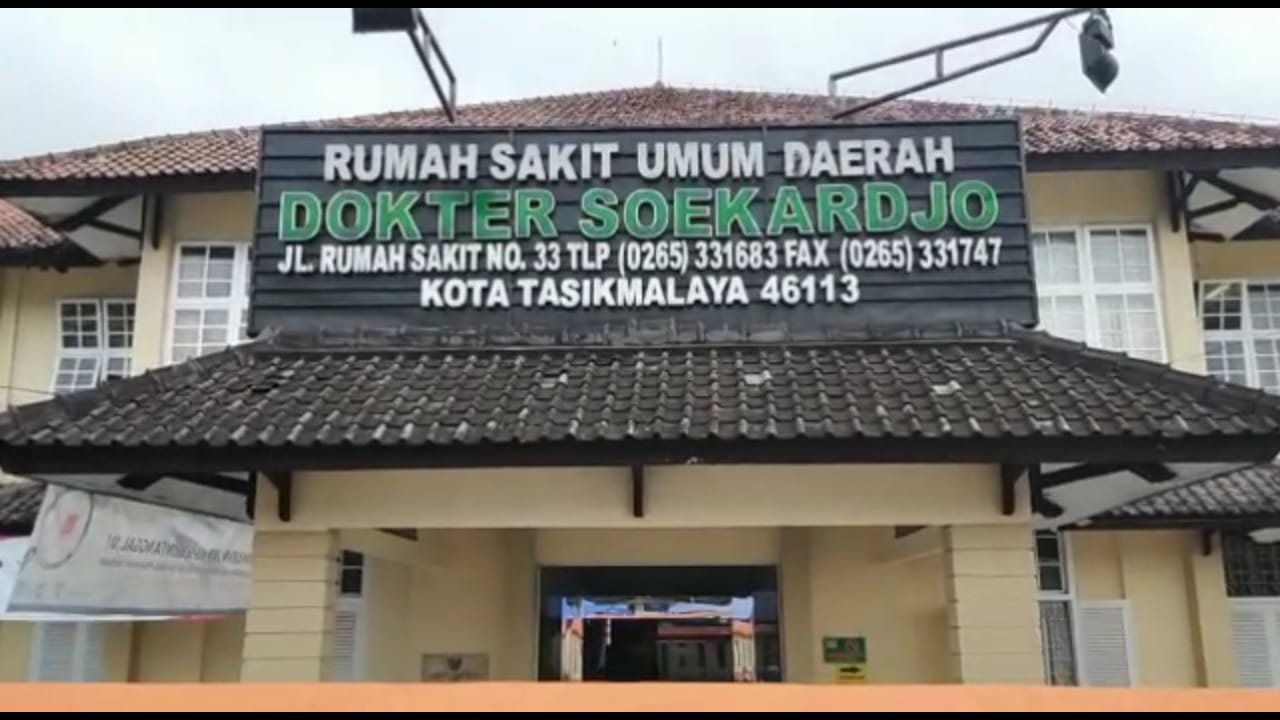 RUMAH SAKIT UMUM DAERAH
DOKTER SOEKARDJO
JL. RUMAH SAKIT NO. 33 TLP (0265) 331683 FAX (0265) 331747
KOTA TASIKMALAYA 46113